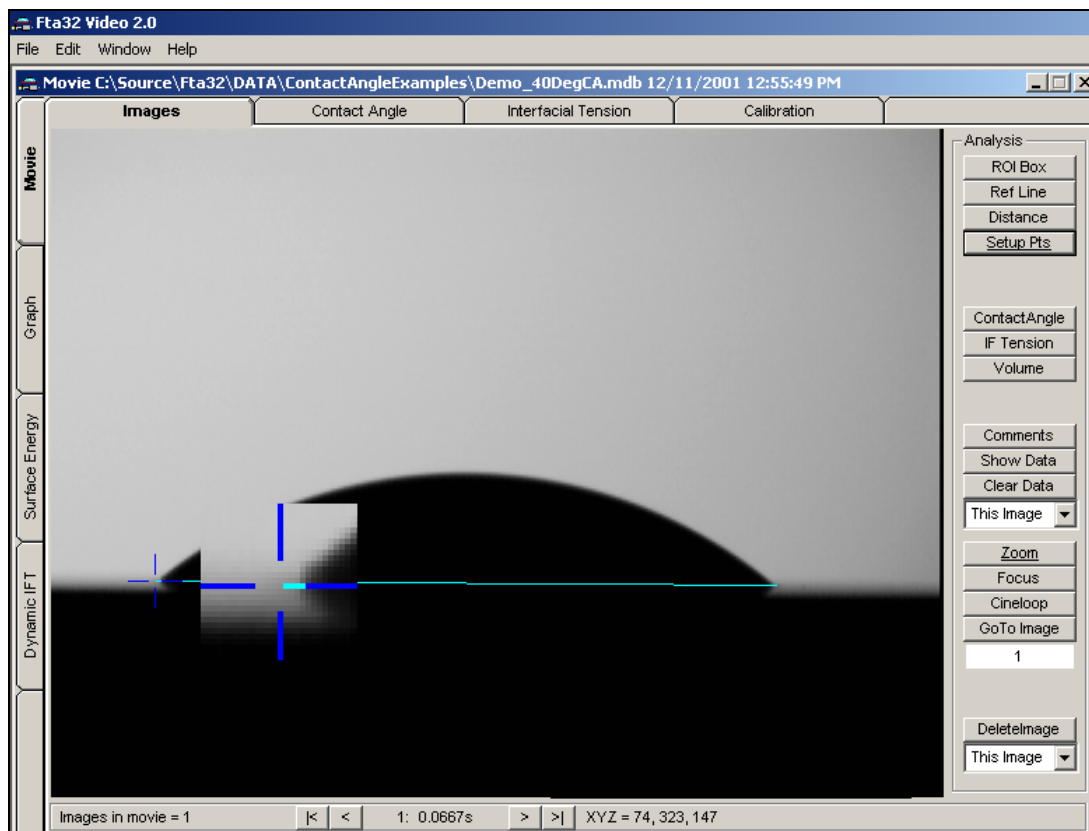 Fta32 Video 2.0
File Edit Window Help
Movie C:\Source\Fta32\DATA\ContactAngleExamples\Demo_40DegCA.mdb 12/11/2001 12:55:49 PM
Images Contact Angle Interfacial Tension Calibration
Movie
Graph
Surface Energy
Dynamic IFT
Analysis
ROI Box
Ref Line
Distance
Setup Pts
ContactAngle
IF Tension
Volume
Comments
Show Data
Clear Data
This Image
Zoom
Focus
Cineloop
GoTo Image
1
DeleteImage
This Image
Images in movie = 1 |< < 1: 0.0667s > >| XYZ = 74, 323, 147